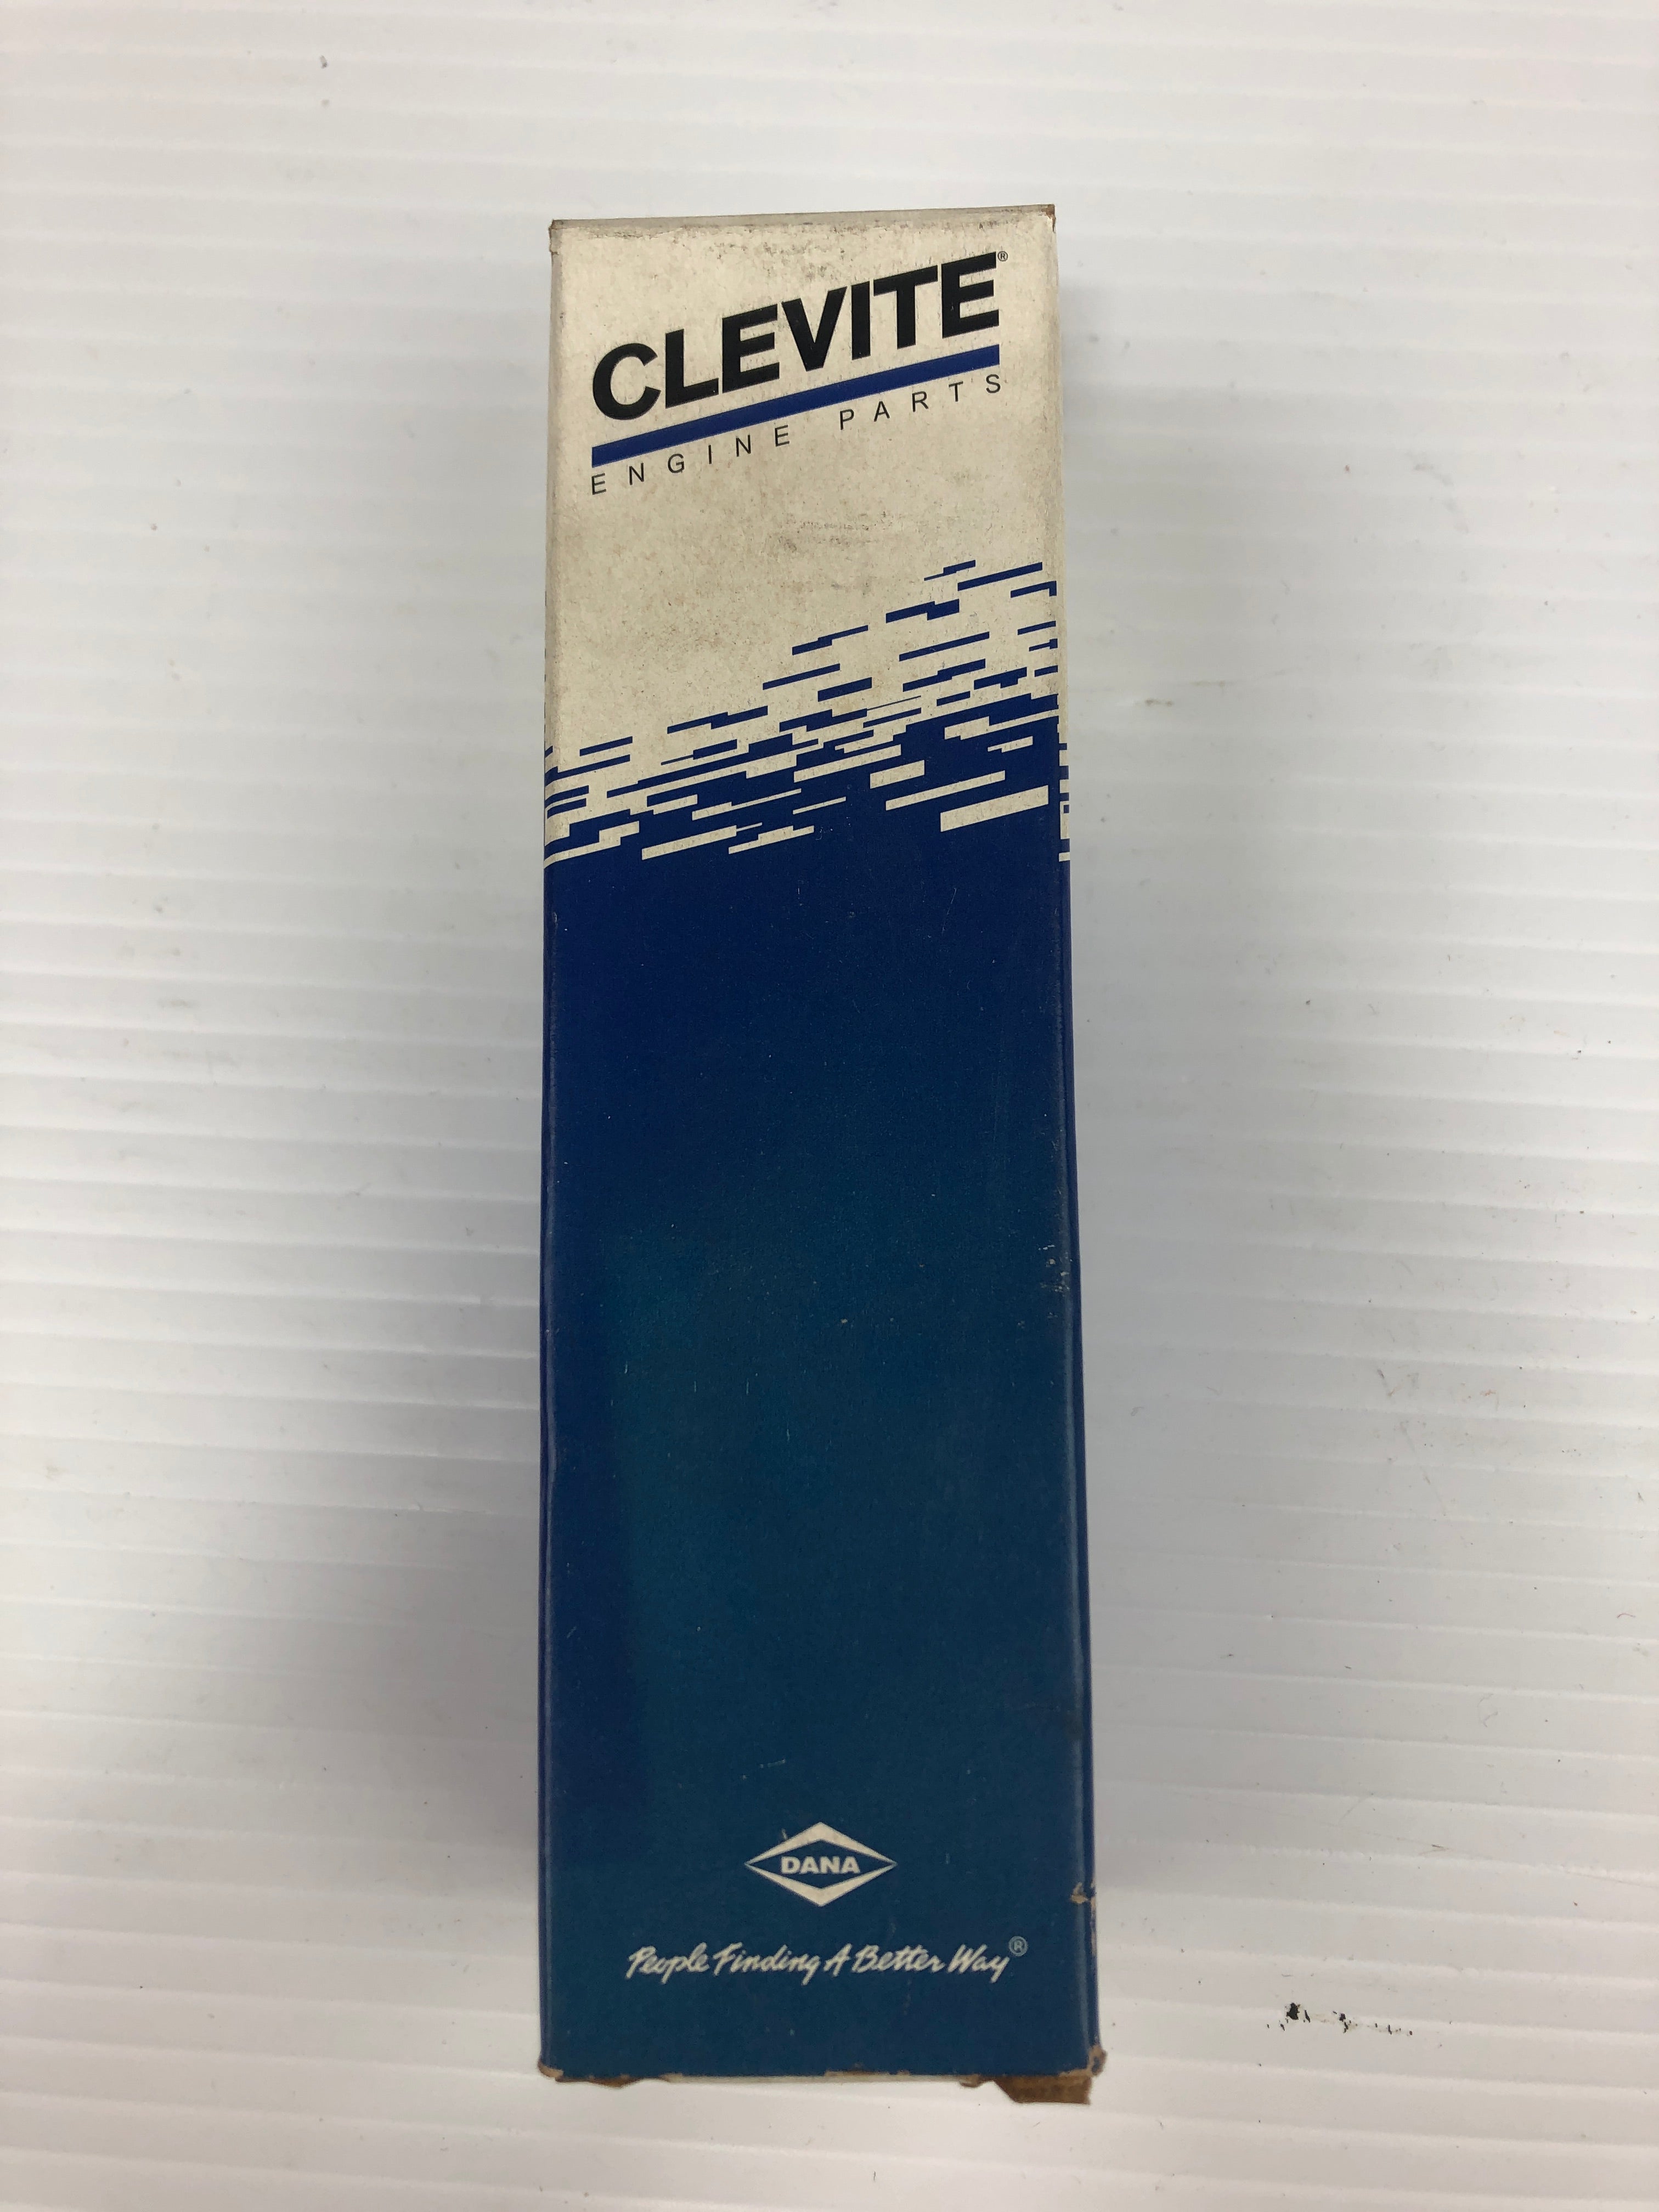 CLEVITE®
ENGINE PARTS
DANA
People Finding A Better Way®